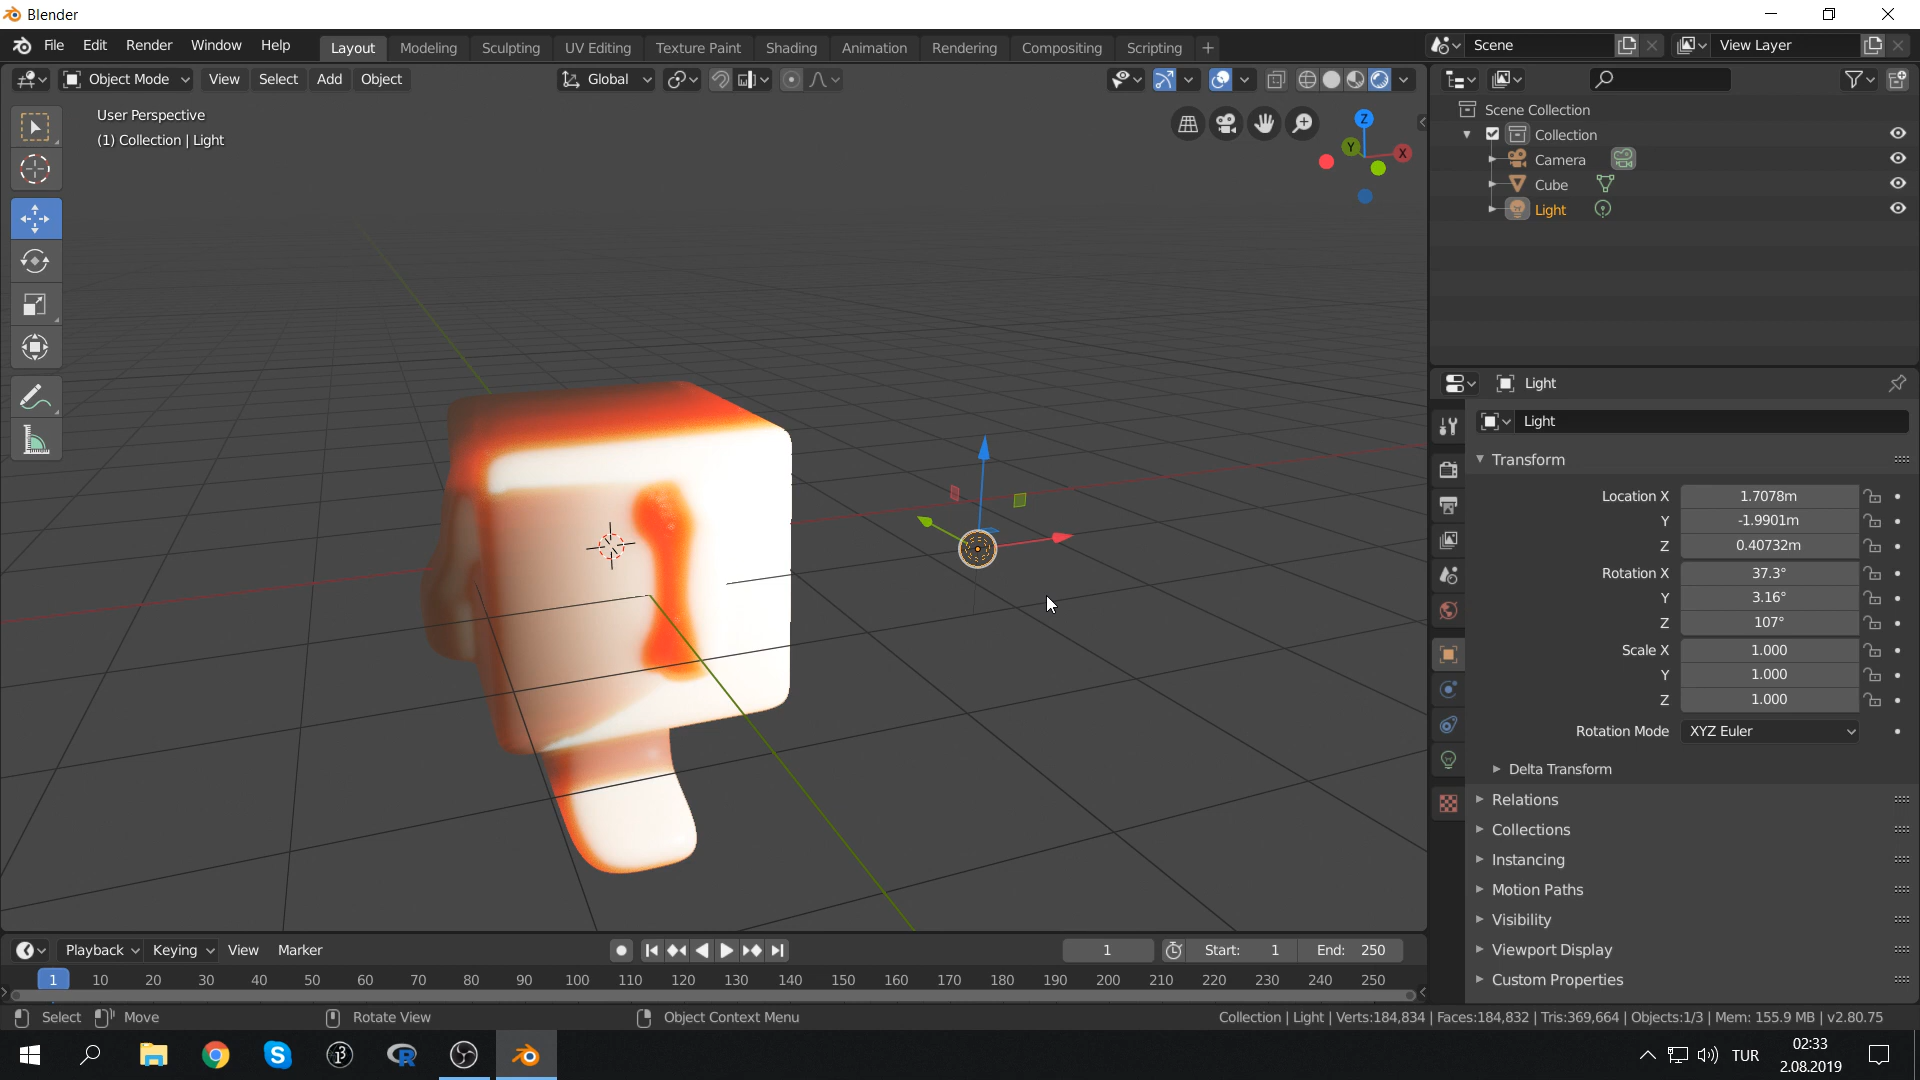 Blender
File Edit Render Window Help
Layout Modeling Sculpting UV Editing Texture Paint Shading Animation Rendering Compositing Scripting +
Scene
View Layer
Object Mode View Select Add Object
Global
User Perspective
(1) Collection | Light
Z
Y
X
Scene Collection
Collection
Camera
Cube
Light
Light
Light
Transform
Location X 1.7078m
Y -1.9901m
Z 0.40732m
Rotation X 37.3°
Y 3.16°
Z 107°
Scale X 1.000
Y 1.000
Z 1.000
Rotation Mode XYZ Euler
Delta Transform
Relations
Collections
Instancing
Motion Paths
Visibility
Viewport Display
Custom Properties
Playback Keying View Marker
1 Start: 1 End: 250
1 10 20 30 40 50 60 70 80 90 100 110 120 130 140 150 160 170 180 190 200 210 220 230 240 250
Select Move Rotate View Object Context Menu
Collection | Light | Verts:184,834 | Faces:184,832 | Tris:369,664 | Objects:1/3 | Mem: 155.9 MB | v2.80.75
TUR
02:33
2.08.2019